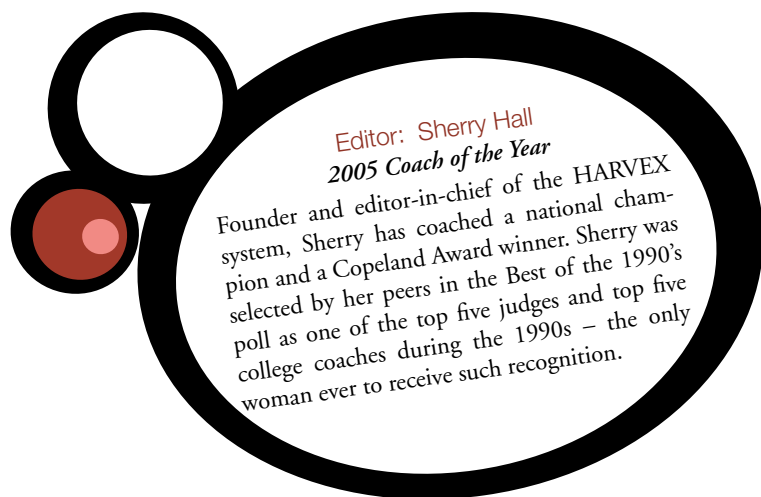 Editor: Sherry Hall
2005 Coach of the Year
Founder and editor-in-chief of the HARVEX
system, Sherry has coached a national cham-
pion and a Copeland Award winner. Sherry was
selected by her peers in the Best of the 1990’s
poll as one of the top five judges and top five
college coaches during the 1990s – the only
woman ever to receive such recognition.